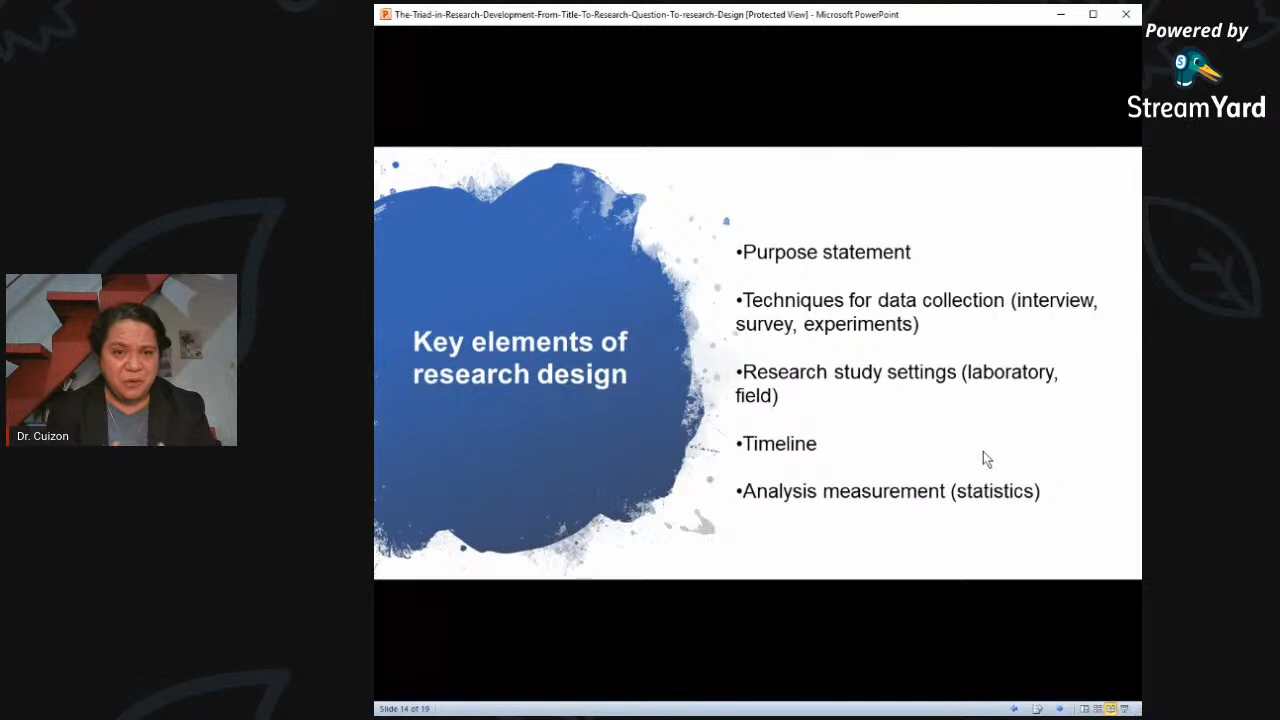 The-Triad-in-Research-Development-From-Title-To-Research-Question-To-research-Design [Protected View] - Microsoft PowerPoint
Powered by
S
StreamYard
Key elements of
research design
•Purpose statement
•Techniques for data collection (interview,
survey, experiments)
•Research study settings (laboratory,
field)
•Timeline
•Analysis measurement (statistics)
Dr. Cuizon
Slide 14 of 19